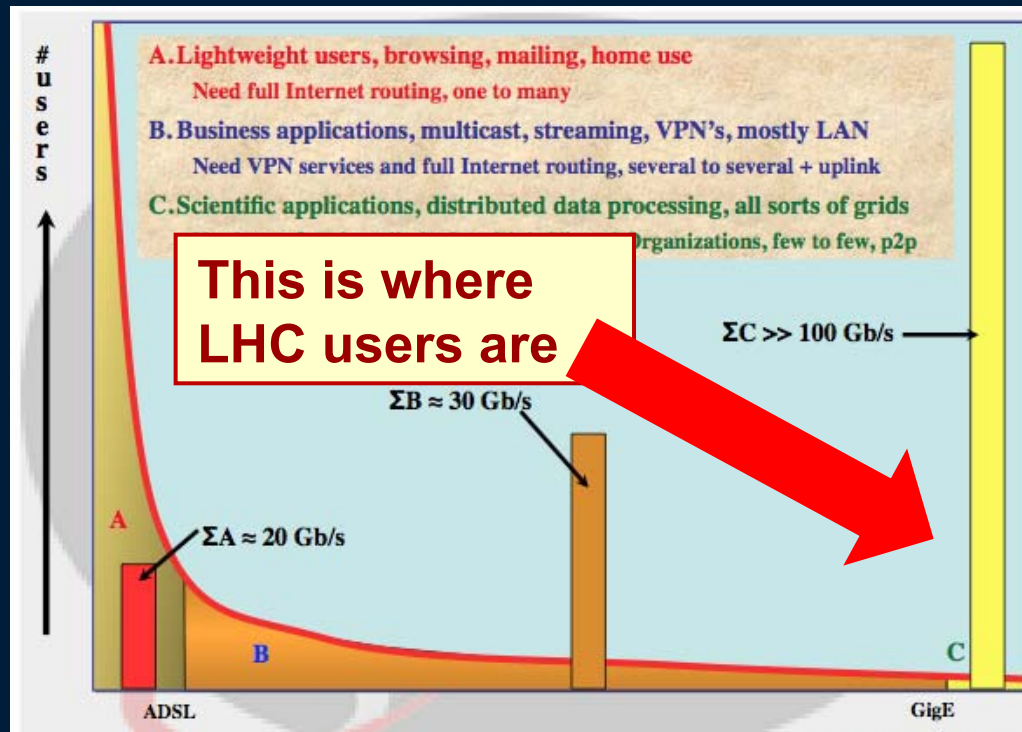 # users
A. Lightweight users, browsing, mailing, home use
Need full Internet routing, one to many
B. Business applications, multicast, streaming, VPN's, mostly LAN
Need VPN services and full Internet routing, several to several + uplink
C. Scientific applications, distributed data processing, all sorts of grids
Organizations, few to few, p2p
This is where
LHC users are
ΣC >> 100 Gb/s
ΣB ≈ 30 Gb/s
A
ΣA ≈ 20 Gb/s
B
C
ADSL
GigE